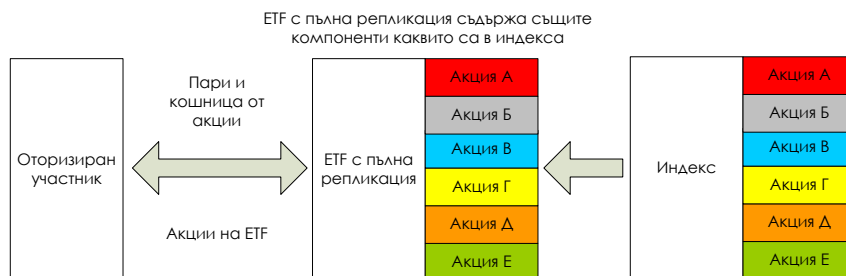 ETF с пълна репликация съдържа същите
компоненти каквито са в индекса
Оторизиран
участник
Пари и
кошница от
акции
Акции на ETF
ETF с пълна
репликация
Акция А
Акция Б
Акция В
Акция Г
Акция Д
Акция Е
Индекс
Акция А
Акция Б
Акция В
Акция Г
Акция Д
Акция Е